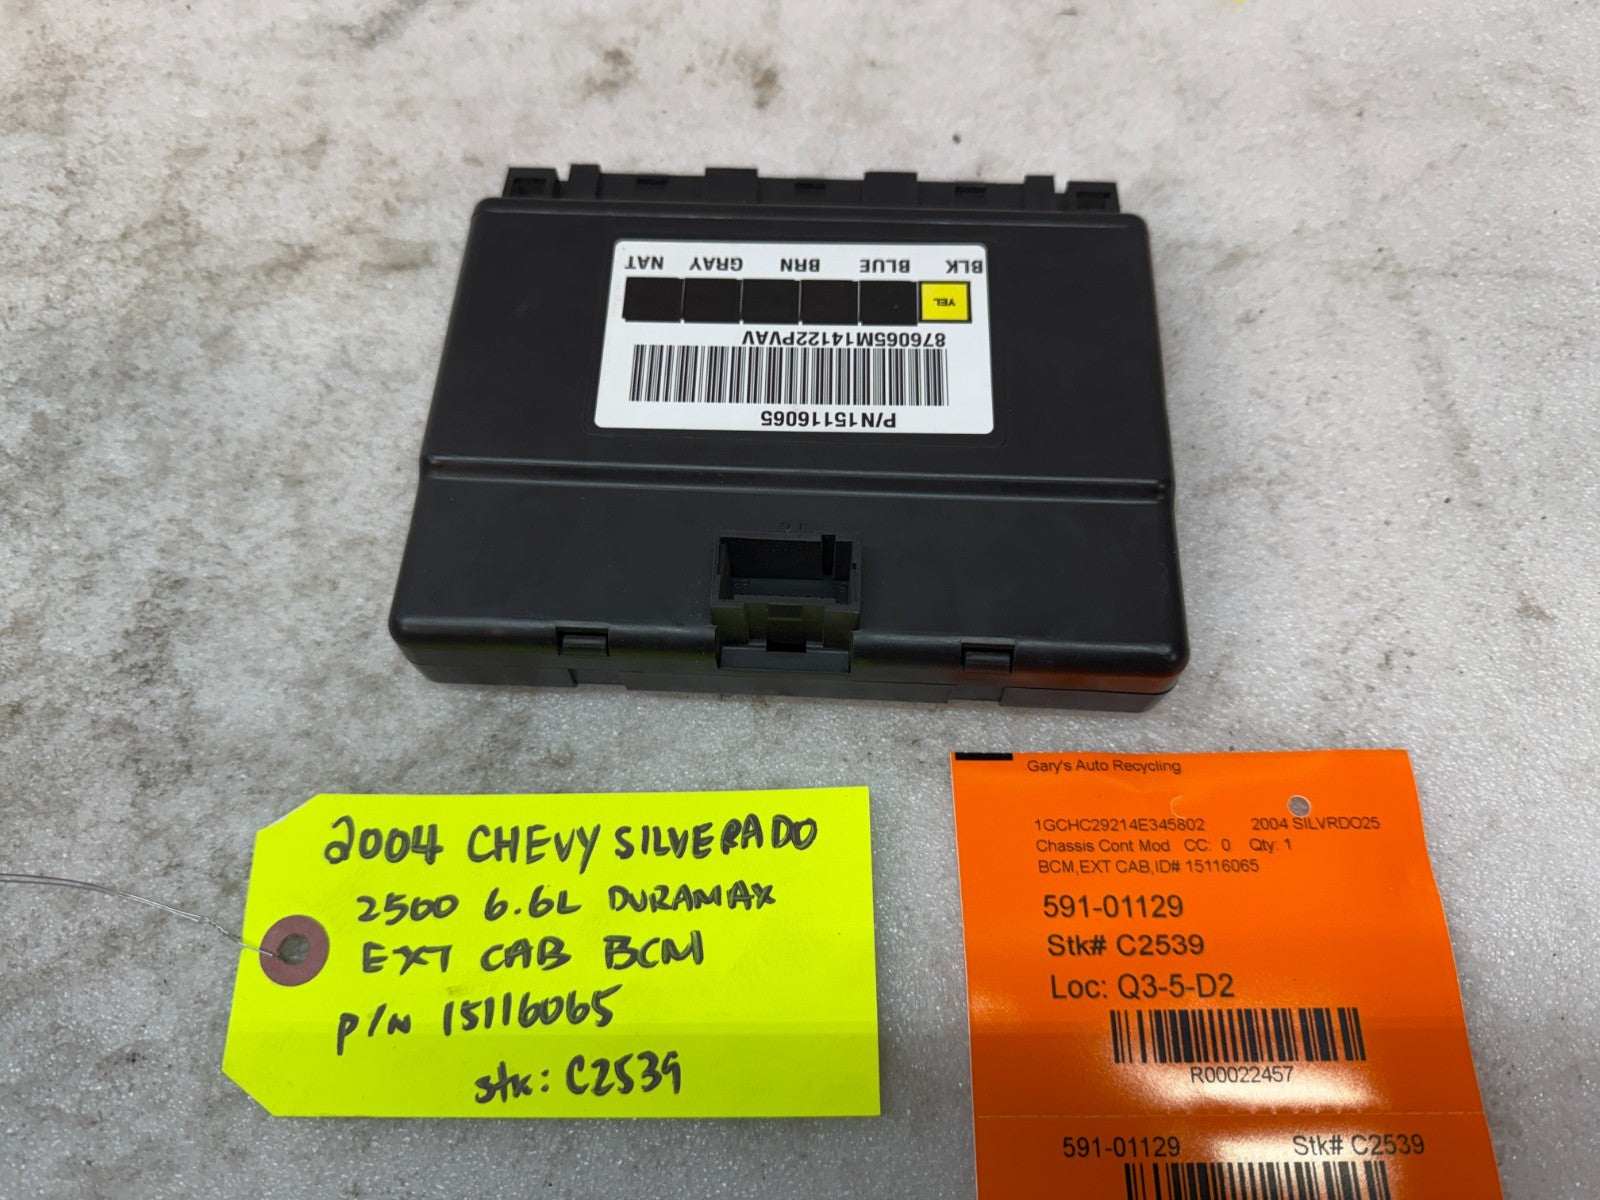 BLK BLUE BRN GRAY NAT
YEL
876065M14122PVAV
P/N15116065
2004 CHEVY SILVERADO
2500 6.6L DURAMAX
EXT CAB BCM
P/N 15116065
stk: C2539
Gary's Auto Recycling
1GCHC29214E345802 2004 SILVRDO25
Chassis Cont Mod CC: 0 Qty: 1
BCM,EXT CAB,ID# 15116065
591-01129
Stk# C2539
Loc: Q3-5-D2
R00022457
591-01129 Stk# C2539